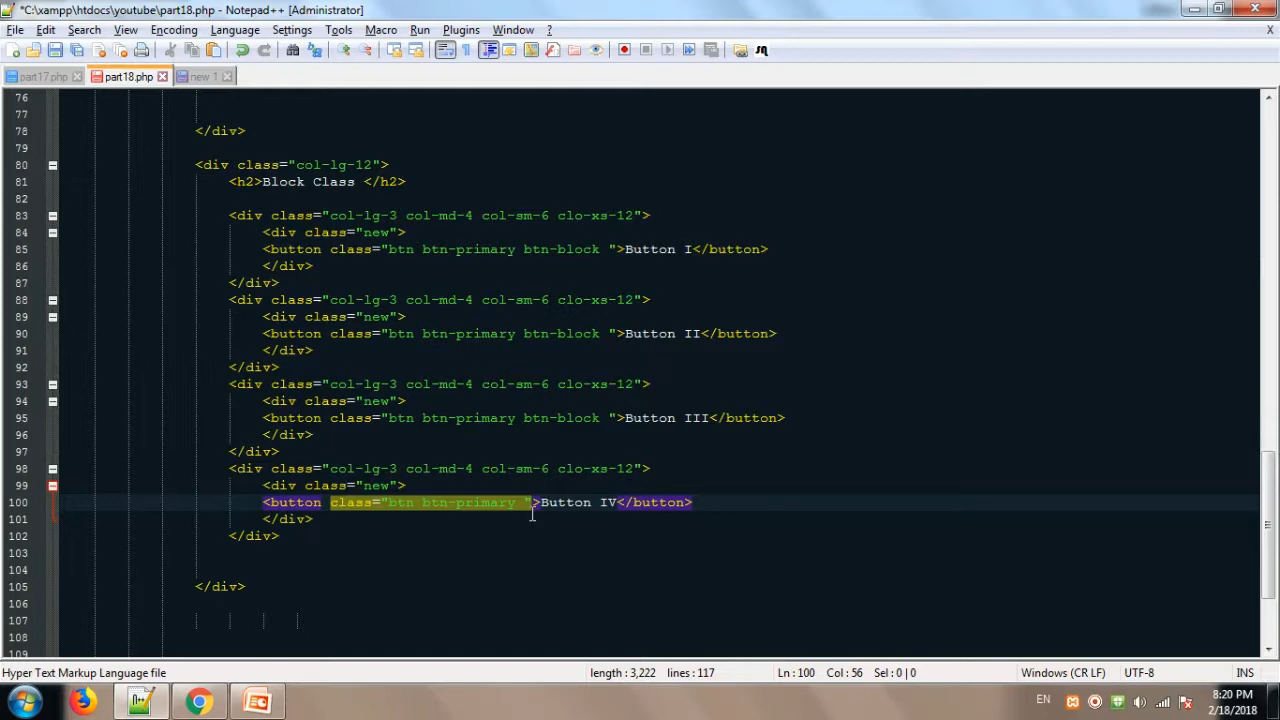 *C:\xampp\htdocs\youtube\part18.php - Notepad++ [Administrator]
File Edit Search View Encoding Language Settings Tools Macro Run Plugins Window ? X
part17.php part18.php new 1
76
77
78 </div>
79
80 <div class="col-lg-12">
81 <h2>Block Class </h2>
82
83 <div class="col-lg-3 col-md-4 col-sm-6 clo-xs-12">
84 <div class="new">
85 <button class="btn btn-primary btn-block ">Button I</button>
86 </div>
87 </div>
88 <div class="col-lg-3 col-md-4 col-sm-6 clo-xs-12">
89 <div class="new">
90 <button class="btn btn-primary btn-block ">Button II</button>
91 </div>
92 </div>
93 <div class="col-lg-3 col-md-4 col-sm-6 clo-xs-12">
94 <div class="new">
95 <button class="btn btn-primary btn-block ">Button III</button>
96 </div>
97 </div>
98 <div class="col-lg-3 col-md-4 col-sm-6 clo-xs-12">
99 <div class="new">
100 <button class="btn btn-primary ">Button IV</button>
101 </div>
102 </div>
103
104
105 </div>
106
107
108
109
Hyper Text Markup Language file length : 3,222 lines : 117 Ln : 100 Col : 56 Sel : 0 | 0 Windows (CR LF) UTF-8 INS
EN 8:20 PM
2/18/2018